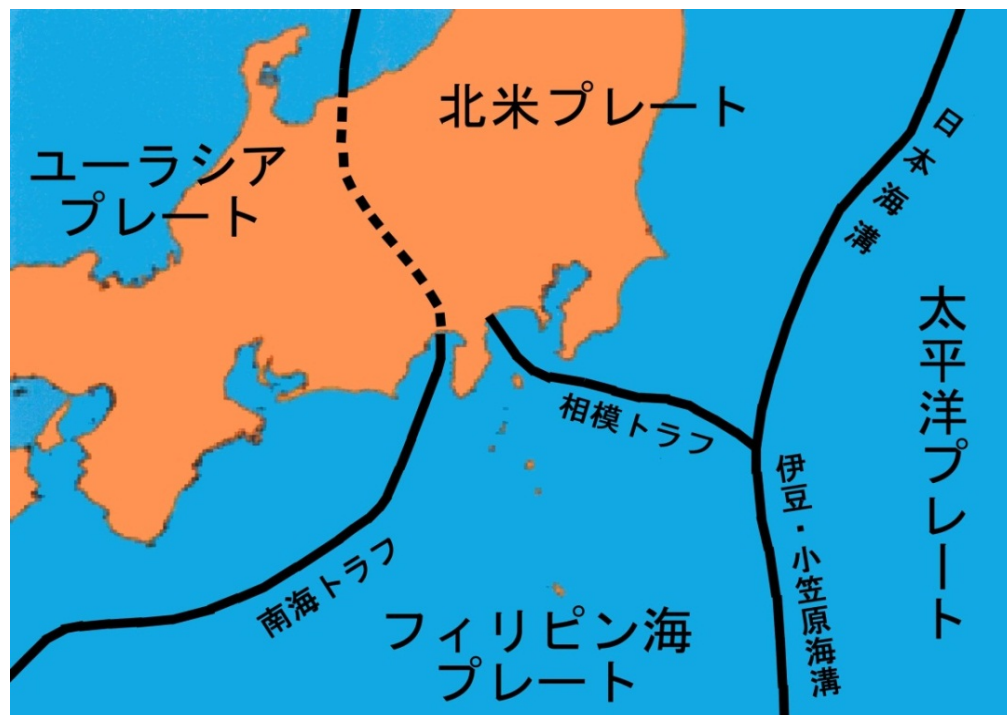 北米プレート
ユーラシア
プレート
日本海溝
太平洋プレート
相模トラフ
伊豆・小笠原海溝
南海トラフ
フィリピン海
プレート